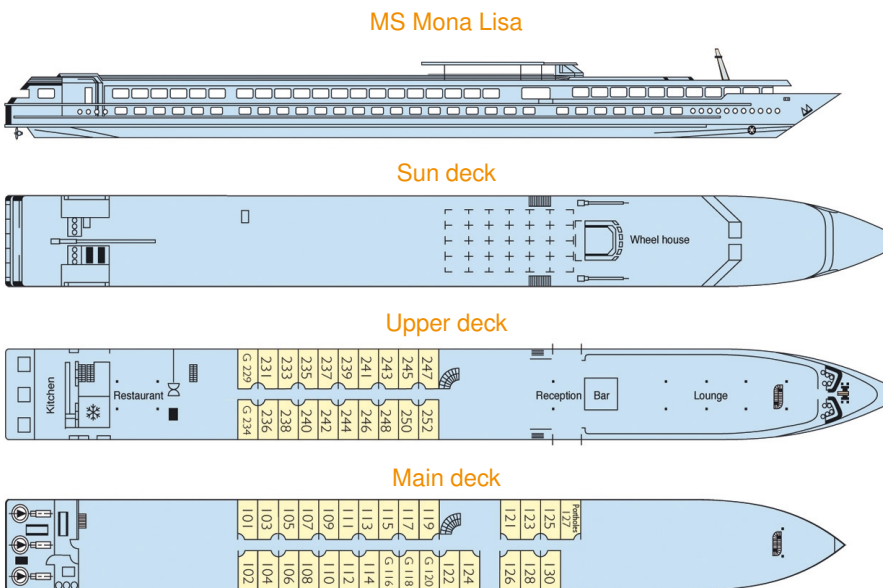 MS Mona Lisa
Sun deck
Wheel house
Upper deck
G 229 231 233 235 237 239 241 243 245 247
Kitchen Restaurant Reception Bar Lounge
G 234 236 238 240 242 244 246 248 250 252
Main deck
101 103 105 107 109 111 113 115 117 119 121 123 125 Portholes 127
102 104 106 108 110 112 114 G 116 G 118 G 120 122 124 126 128 130